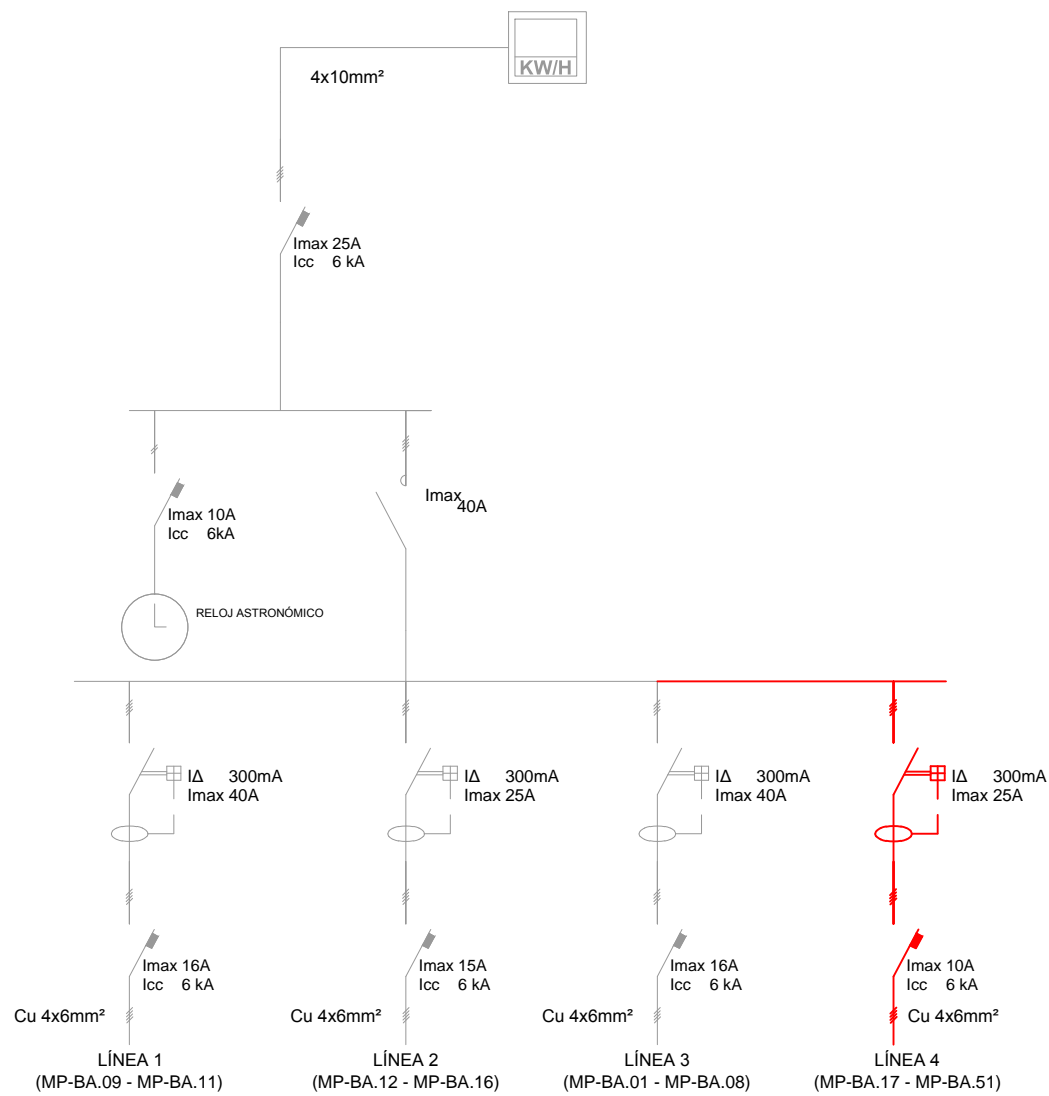 KW/H
4x10mm²
Imax 25A
Icc 6 kA
Imax 10A
Icc 6kA
Imax 40A
RELOJ ASTRONÓMICO
IΔ 300mA
Imax 40A
IΔ 300mA
Imax 25A
IΔ 300mA
Imax 40A
IΔ 300mA
Imax 25A
Imax 16A
Icc 6 kA
Imax 15A
Icc 6 kA
Imax 16A
Icc 6 kA
Imax 10A
Icc 6 kA
Cu 4x6mm²
Cu 4x6mm²
Cu 4x6mm²
Cu 4x6mm²
LÍNEA 1
(MP-BA.09 - MP-BA.11)
LÍNEA 2
(MP-BA.12 - MP-BA.16)
LÍNEA 3
(MP-BA.01 - MP-BA.08)
LÍNEA 4
(MP-BA.17 - MP-BA.51)